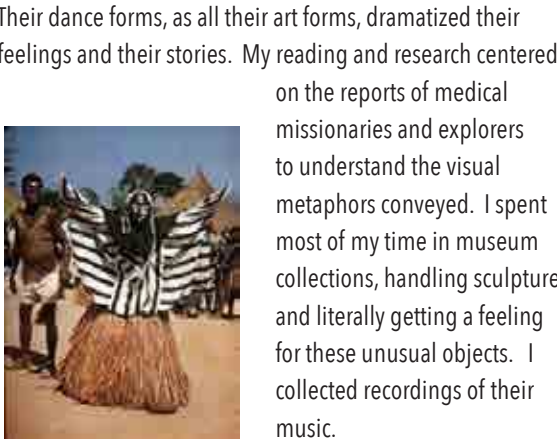 Their dance forms, as all their art forms, dramatized their
feelings and their stories.  My reading and research centered
on the reports of medical
missionaries and explorers
to understand the visual
metaphors conveyed.  I spent
most of my time in museum
collections, handling sculpture
and literally getting a feeling
for these unusual objects.   I
collected recordings of their
music.